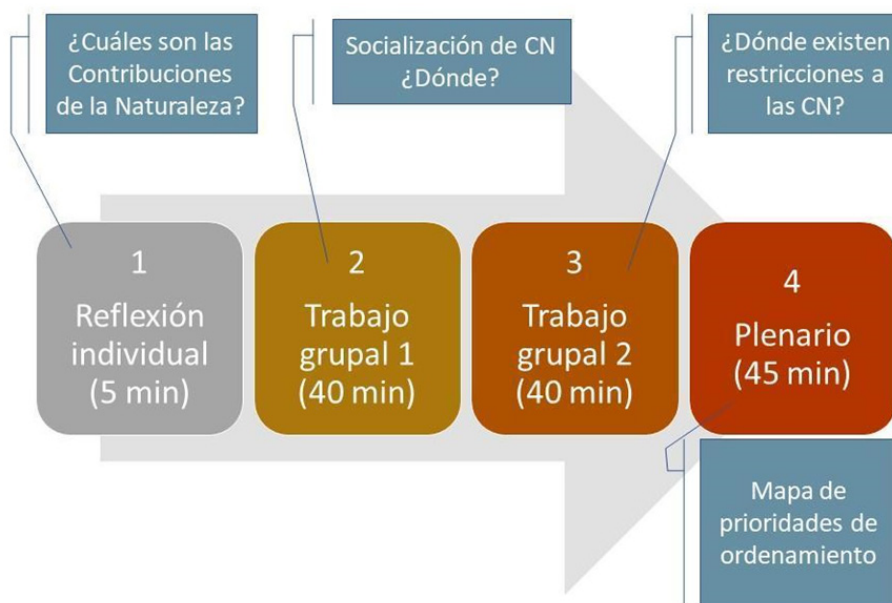 ¿Cuáles son las
Contribuciones
de la Naturaleza?
Socialización de CN
¿Dónde?
¿Dónde existen
restricciones a
las CN?
1
Reflexión
individual
(5 min)
2
Trabajo
grupal 1
(40 min)
3
Trabajo
grupal 2
(40 min)
4
Plenario
(45 min)
Mapa de
prioridades de
ordenamiento